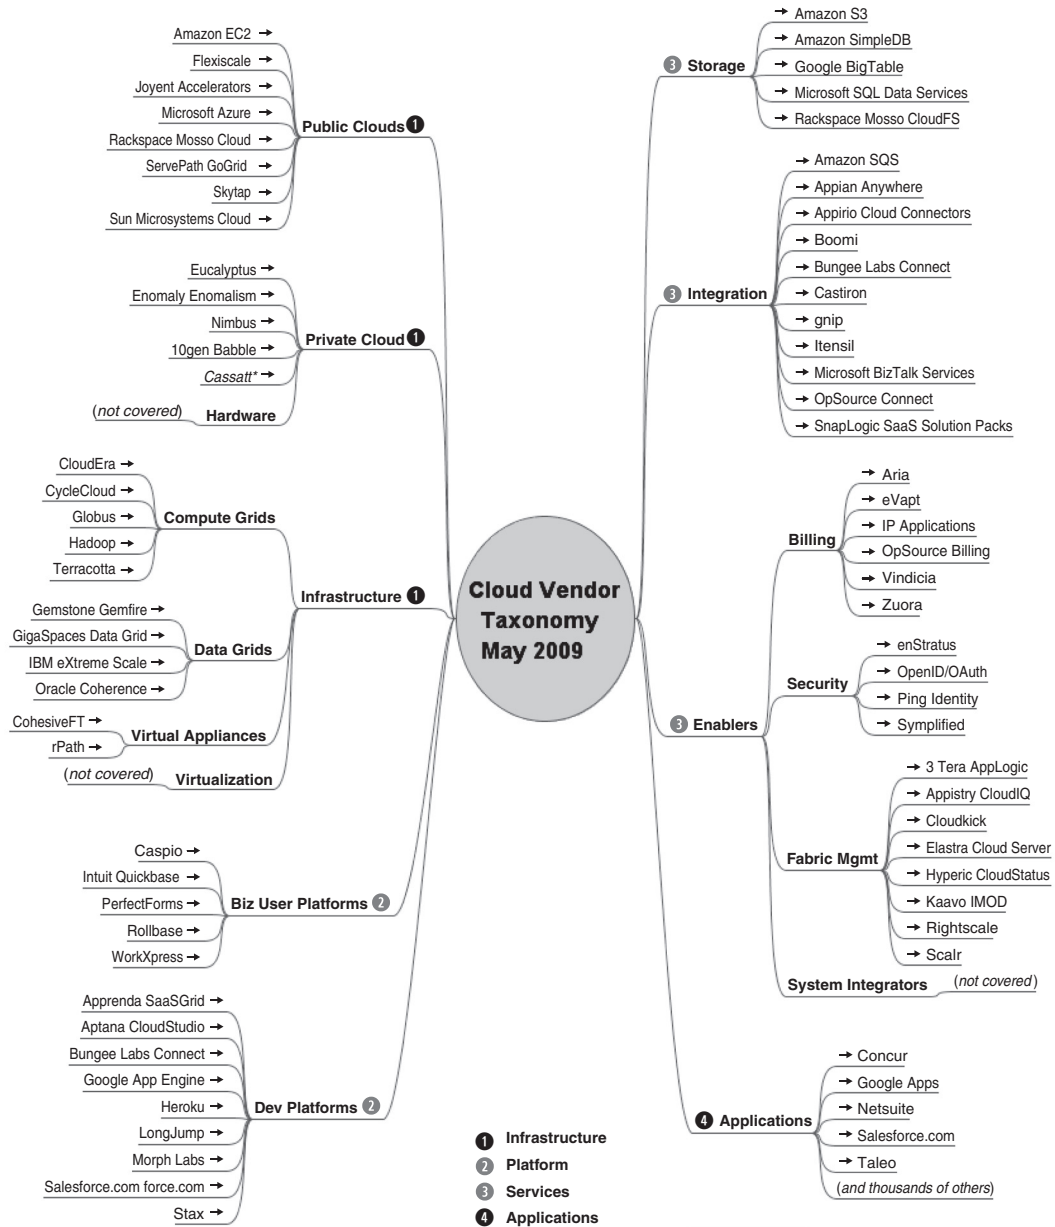 Cloud Vendor
Taxonomy
May 2009
Public Clouds 1
Amazon EC2 →
Flexiscale →
Joyent Accelerators →
Microsoft Azure →
Rackspace Mosso Cloud →
ServePath GoGrid →
Skytap →
Sun Microsystems Cloud →
Private Cloud 1
Eucalyptus →
Enomaly Enomalism →
Nimbus →
10gen Babble →
Cassatt* →
Hardware
(not covered)
Infrastructure 1
Compute Grids
CloudEra →
CycleCloud →
Globus →
Hadoop →
Terracotta →
Data Grids
Gemstone Gemfire →
GigaSpaces Data Grid →
IBM eXtreme Scale →
Oracle Coherence →
Virtual Appliances
CohesiveFT →
rPath →
Virtualization
(not covered)
Biz User Platforms 2
Caspio →
Intuit Quickbase →
PerfectForms →
Rollbase →
WorkXpress →
Dev Platforms 2
Apprenda SaaSGrid →
Aptana CloudStudio →
Bungee Labs Connect →
Google App Engine →
Heroku →
LongJump →
Morph Labs →
Salesforce.com force.com →
Stax →
3 Storage
→ Amazon S3
→ Amazon SimpleDB
→ Google BigTable
→ Microsoft SQL Data Services
→ Rackspace Mosso CloudFS
3 Integration
→ Amazon SQS
→ Appian Anywhere
→ Appirio Cloud Connectors
→ Boomi
→ Bungee Labs Connect
→ Castiron
→ gnip
→ Itensil
→ Microsoft BizTalk Services
→ OpSource Connect
→ SnapLogic SaaS Solution Packs
3 Enablers
Billing
→ Aria
→ eVapt
→ IP Applications
→ OpSource Billing
→ Vindicia
→ Zuora
Security
→ enStratus
→ OpenID/OAuth
→ Ping Identity
→ Symplified
Fabric Mgmt
→ 3 Tera AppLogic
→ Appistry CloudIQ
→ Cloudkick
→ Elastra Cloud Server
→ Hyperic CloudStatus
→ Kaavo IMOD
→ Rightscale
→ Scalr
System Integrators
(not covered)
4 Applications
→ Concur
→ Google Apps
→ Netsuite
→ Salesforce.com
→ Taleo
(and thousands of others)
1 Infrastructure
2 Platform
3 Services
4 Applications